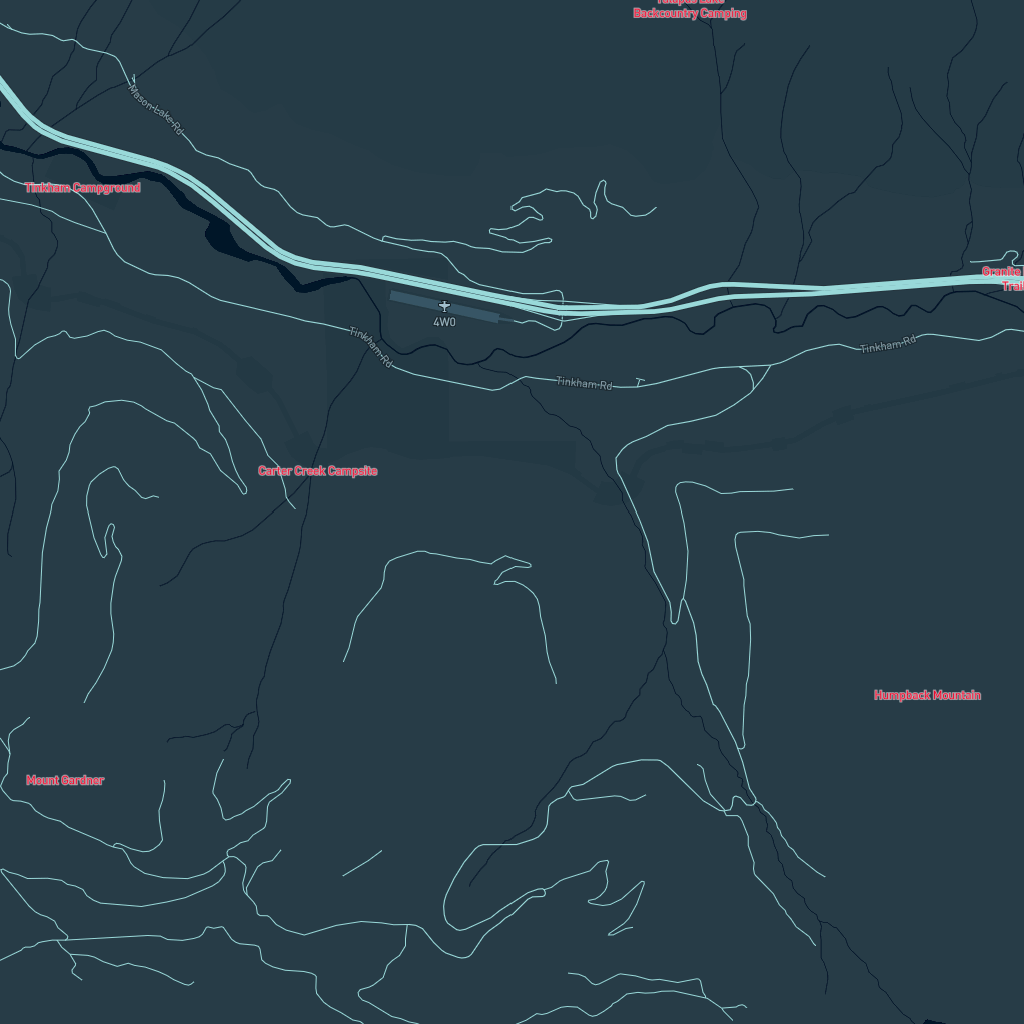 Backcountry Camping
Mason Lake Rd
Tinkham Campground
Granite
4W0
Tinkham Rd
Tinkham Rd
Tinkham Rd
Carter Creek Campsite
Humpback Mountain
Mount Gardner